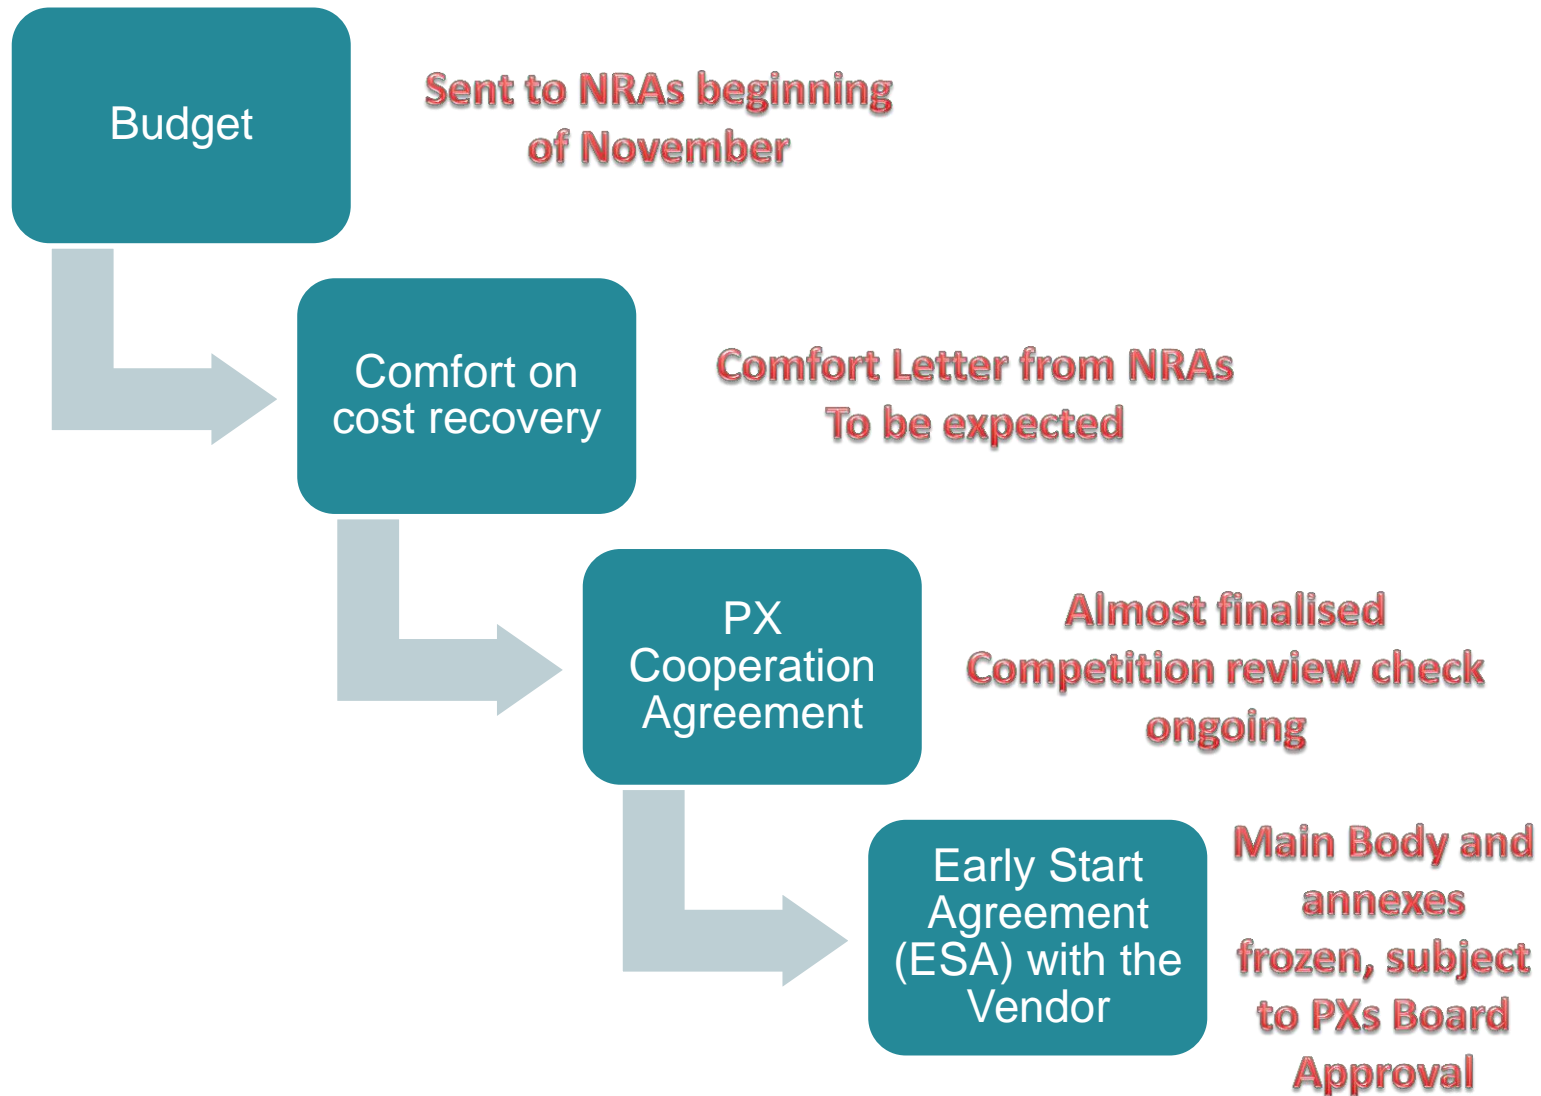 Budget
Sent to NRAs beginning
of November
Comfort on
cost recovery
Comfort Letter from NRAs
To be expected
PX
Cooperation
Agreement
Almost finalised
Competition review check
ongoing
Early Start
Agreement
(ESA) with the
Vendor
Main Body and
annexes
frozen, subject
to PXs Board
Approval